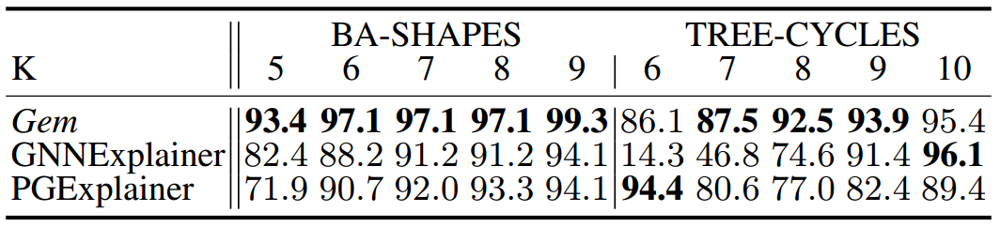 BA-SHAPES TREE-CYCLES
K 5 6 7 8 9 6 7 8 9 10
Gem 93.4 97.1 97.1 97.1 99.3 86.1 87.5 92.5 93.9 95.4
GNNExplainer 82.4 88.2 91.2 91.2 94.1 14.3 46.8 74.6 91.4 96.1
PGExplainer 71.9 90.7 92.0 93.3 94.1 94.4 80.6 77.0 82.4 89.4